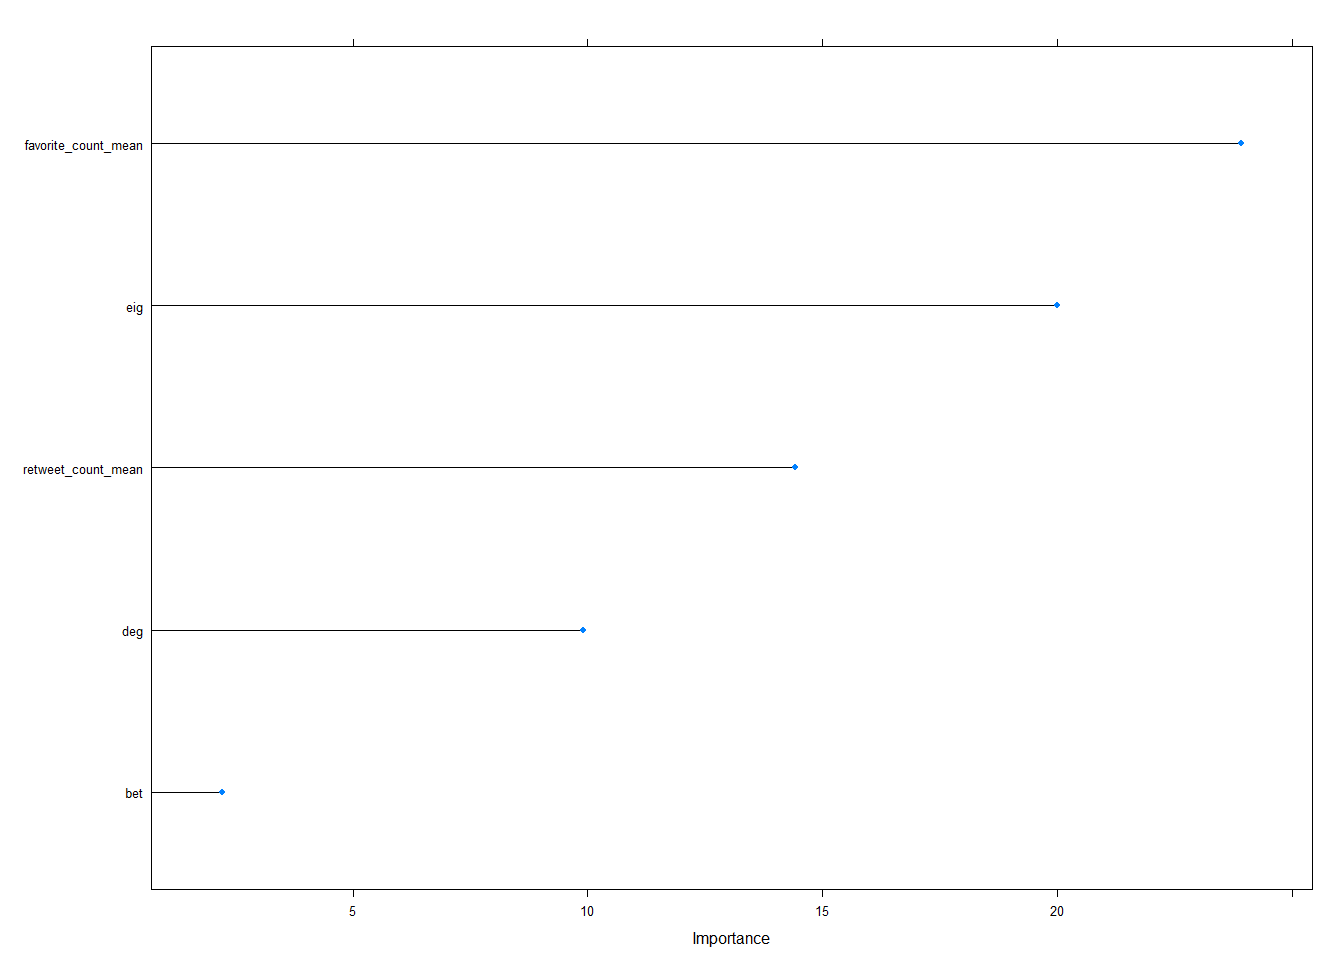 favorite_count_mean
eig
retweet_count_mean
deg
bet
5 10 15 20
Importance